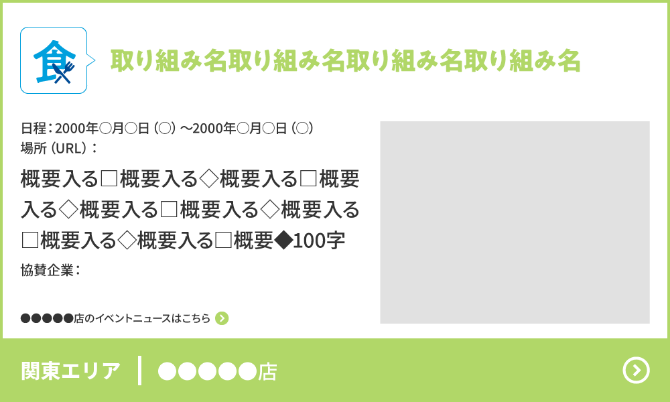 食
取り組み名取り組み名取り組み名取り組み名
日程：2000年○月○日（○）～2000年○月○日（○）
場所（URL）：
概要入る□概要入る◇概要入る□概要
入る◇概要入る□概要入る◇概要入る
□概要入る◇概要入る□概要◆100字
協賛企業：
●●●●●店のイベントニュースはこちら
関東エリア
●●●●●店